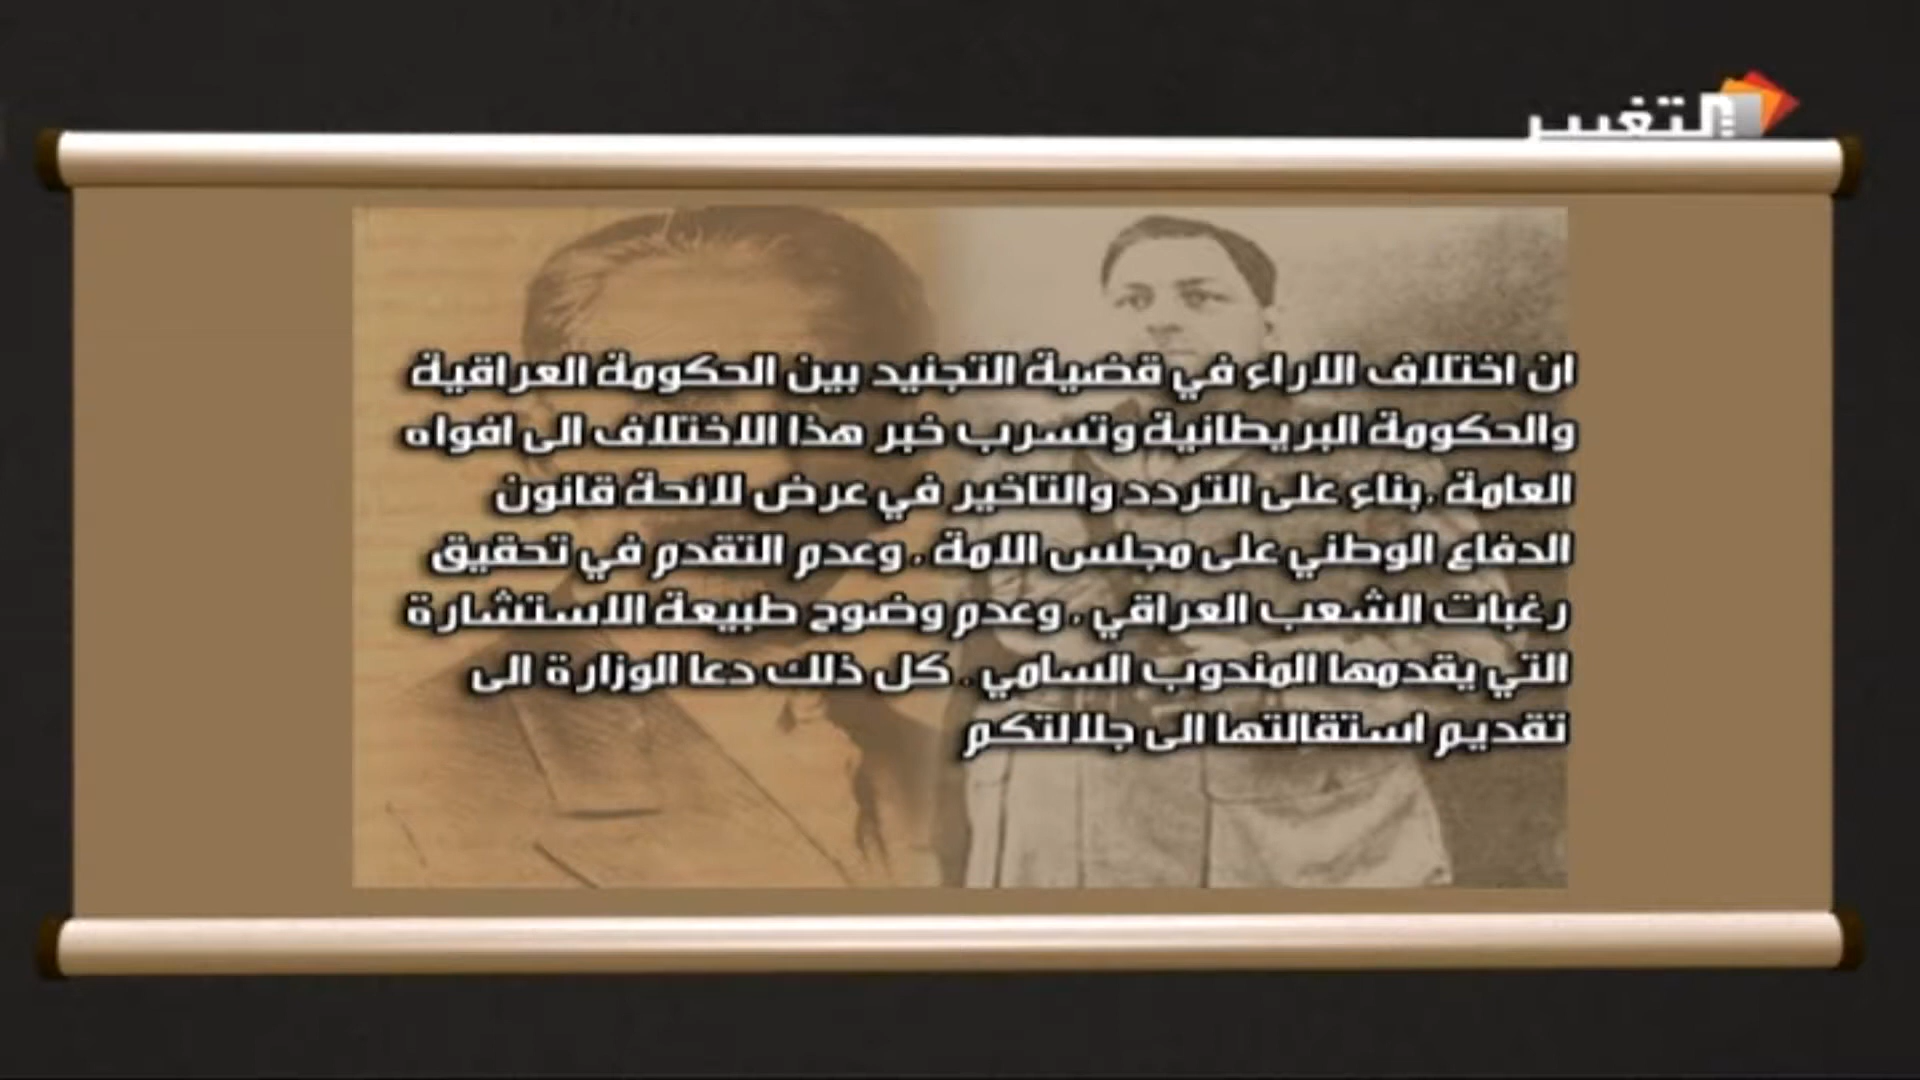 التغيير
ان اختلاف الاراء في قضية التجنيد بين الحكومة العراقية
والحكومة البريطانية وتسرب خبر هذا الاختلاف الى افواه
العامة ،بناء على التردد والتاخير في عرض لائحة قانون
الدفاع الوطني على مجلس الامة ، وعدم التقدم في تحقيق
رغبات الشعب العراقي ، وعدم وضوح طبيعة الاستشارة
التي يقدمها المندوب السامي ، كل ذلك دعا الوزارة الى
تقديم استقالتها الى جلالتكم